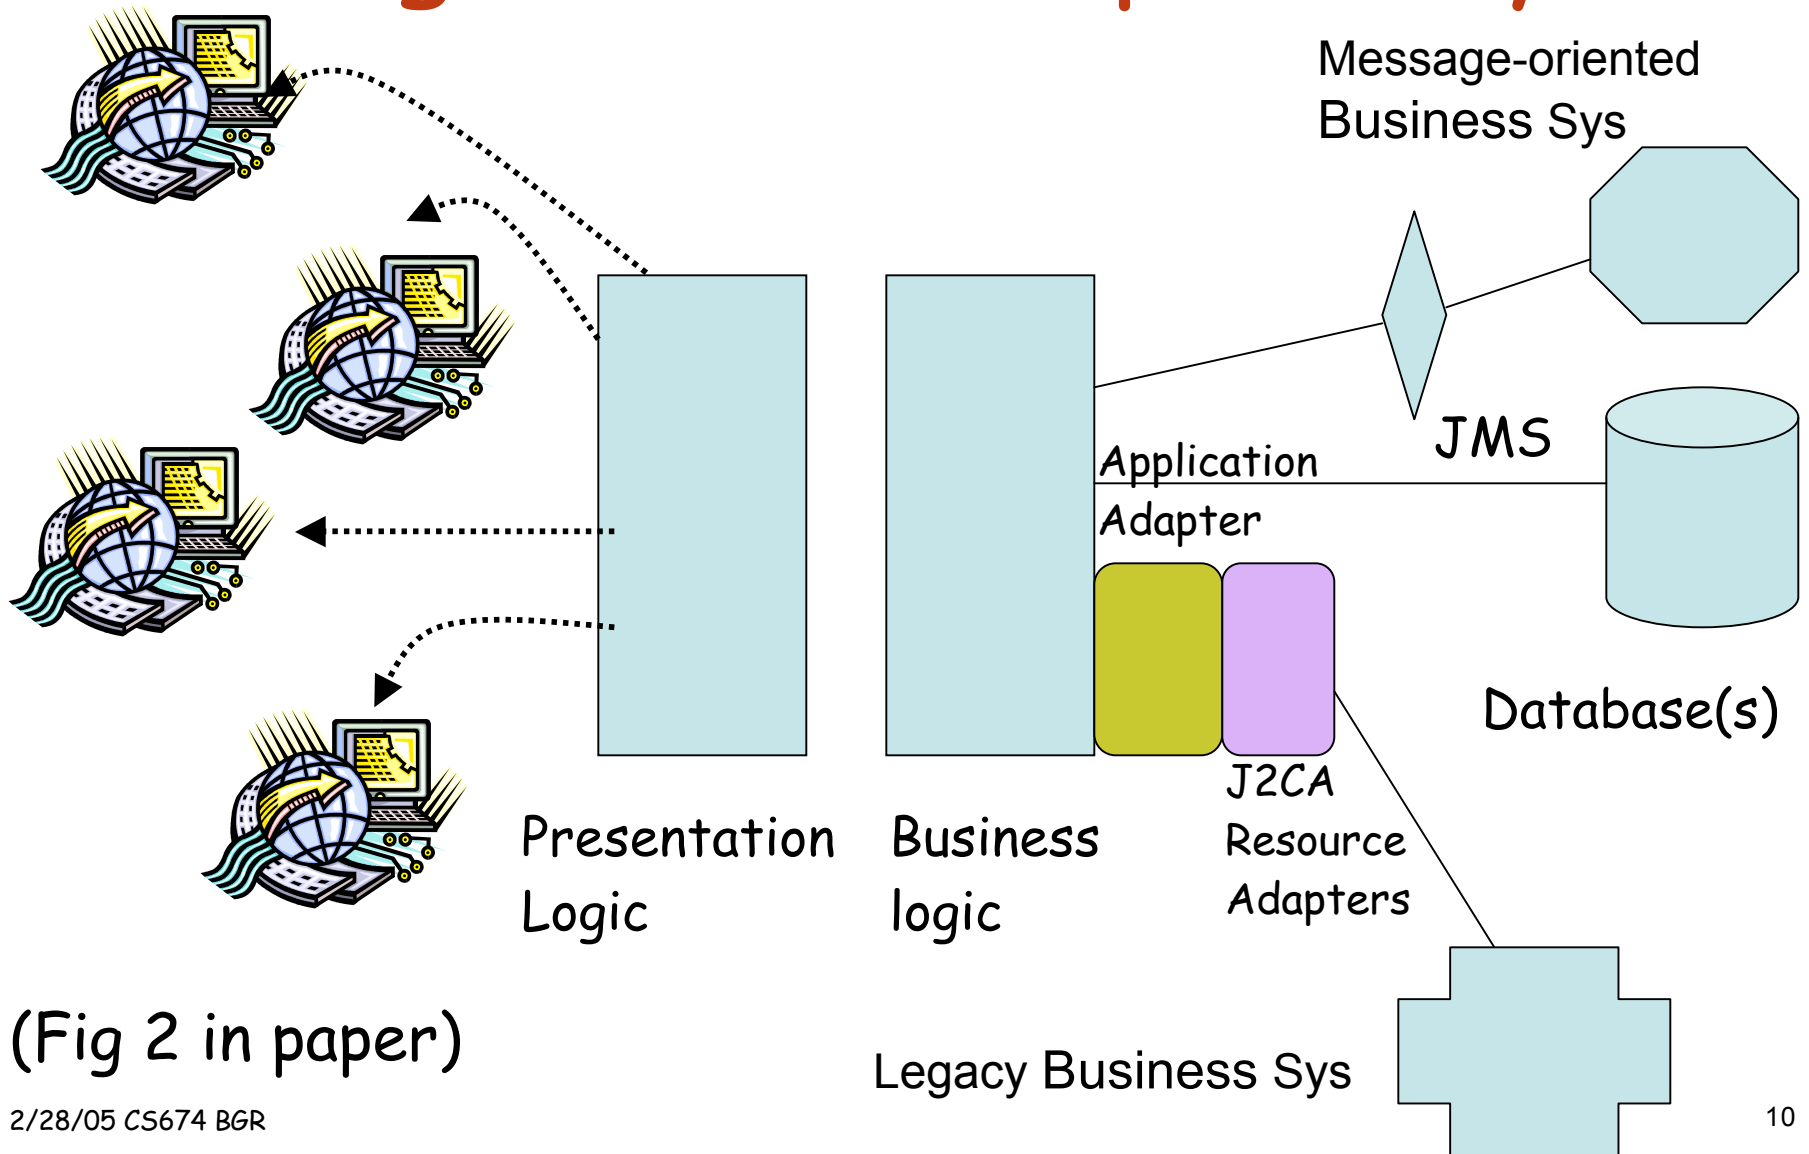 Message-oriented
Business Sys
JMS
Application
Adapter
Database(s)
J2CA
Resource
Adapters
Presentation
Logic
Business
logic
(Fig 2 in paper)
Legacy Business Sys
2/28/05 CS674 BGR
10